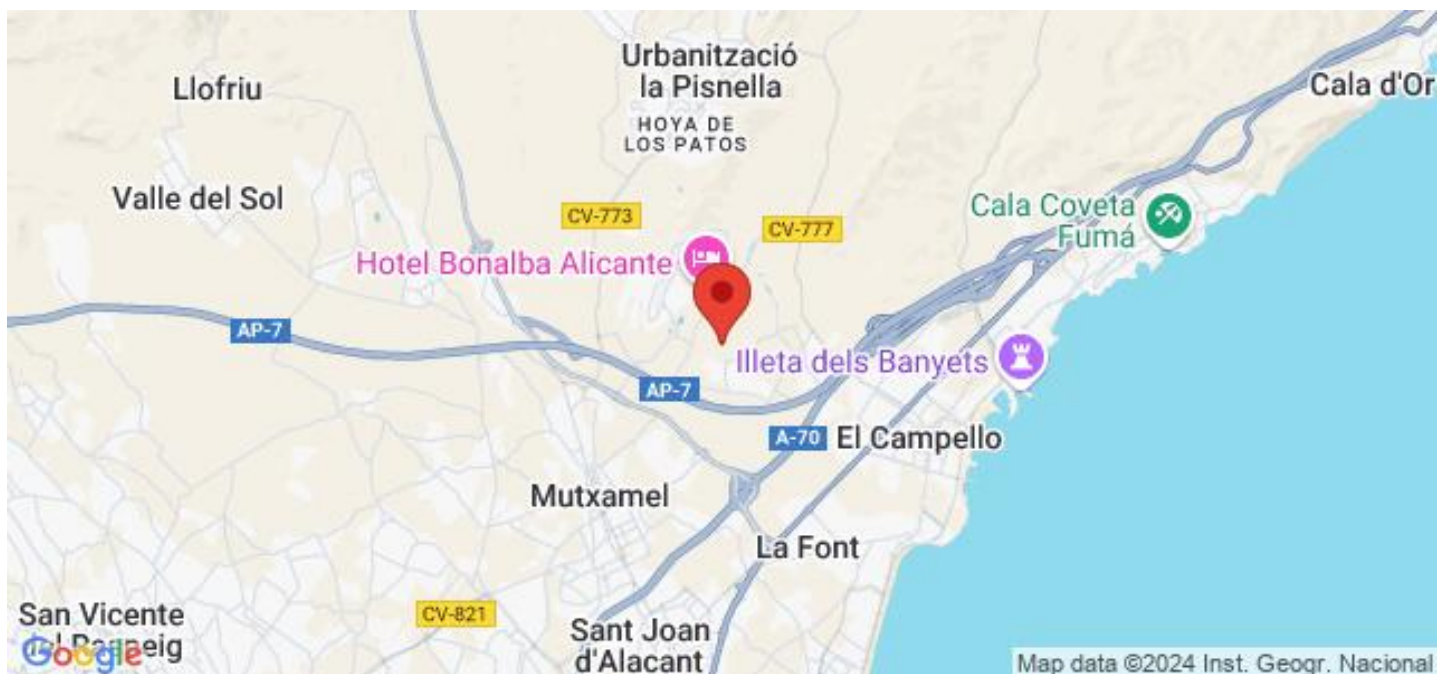 Urbanització
la Pisnella
HOYA DE
LOS PATOS
Llofriu
Cala d'Or
Valle del Sol
CV-773
CV-777
Cala Coveta
Fumá
Hotel Bonalba Alicante
AP-7
Illeta dels Banyets
AP-7
A-70
El Campello
Mutxamel
La Font
San Vicente
CV-821
Sant Joan
d'Alacant
Google
Map data ©2024 Inst. Geogr. Nacional